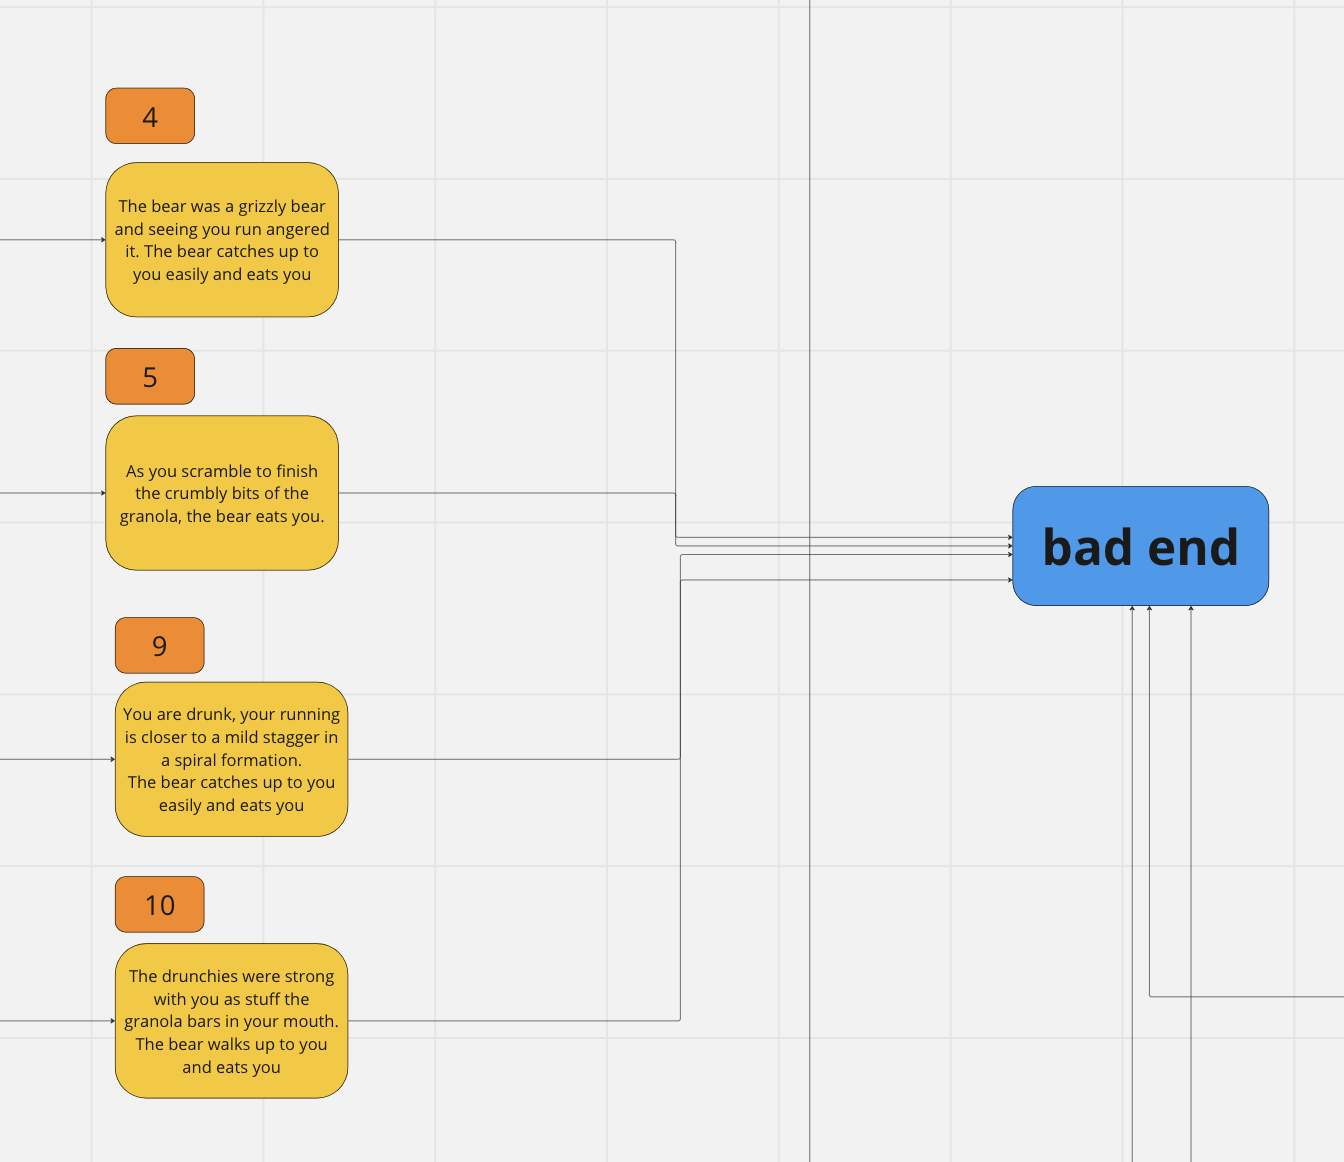 4
The bear was a grizzly bear
and seeing you run angered
it. The bear catches up to
you easily and eats you
5
As you scramble to finish
the crumbly bits of the
granola, the bear eats you.
bad end
9
You are drunk, your running
is closer to a mild stagger in
a spiral formation.
The bear catches up to you
easily and eats you
10
The drunchies were strong
with you as stuff the
granola bars in your mouth.
The bear walks up to you
and eats you